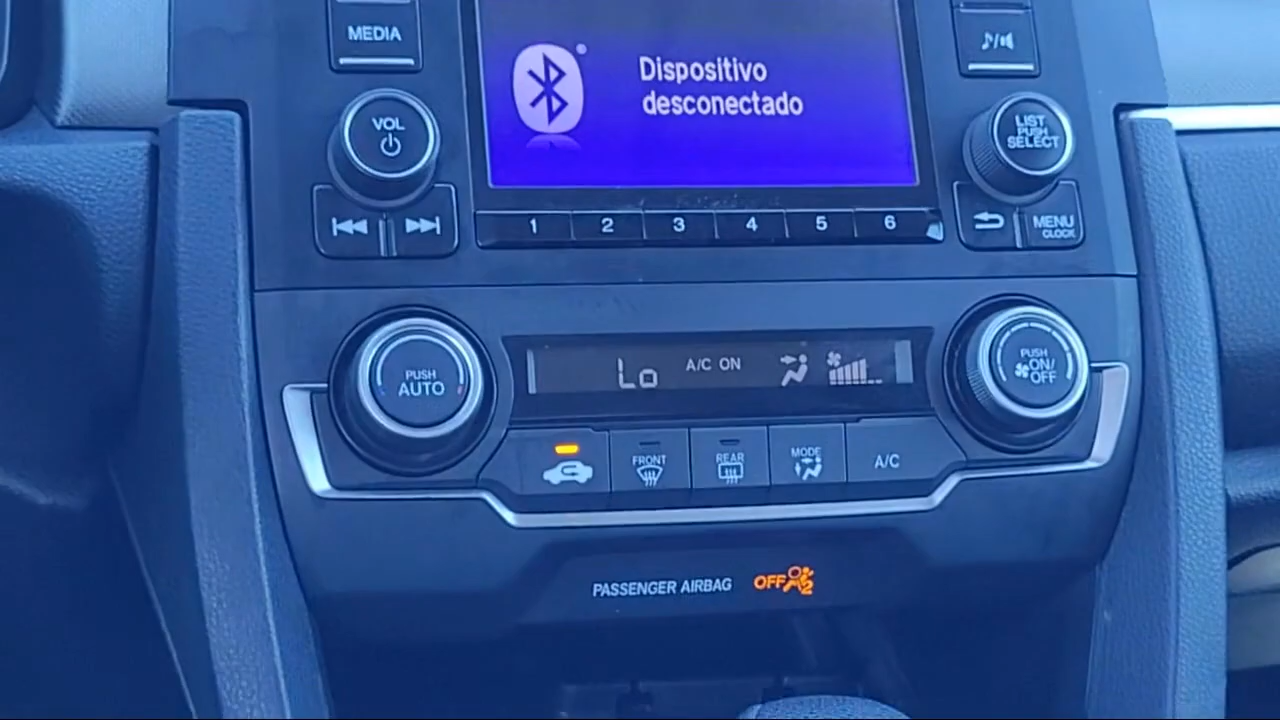 MEDIA
Dispositivo
desconectado
VOL
LIST
PUSH
SELECT
1 2 3 4 5 6
MENU
CLOCK
PUSH
AUTO
Lo
A/C ON
PUSH
ON/
OFF
FRONT
REAR
MODE
A/C
PASSENGER AIRBAG
OFF
2